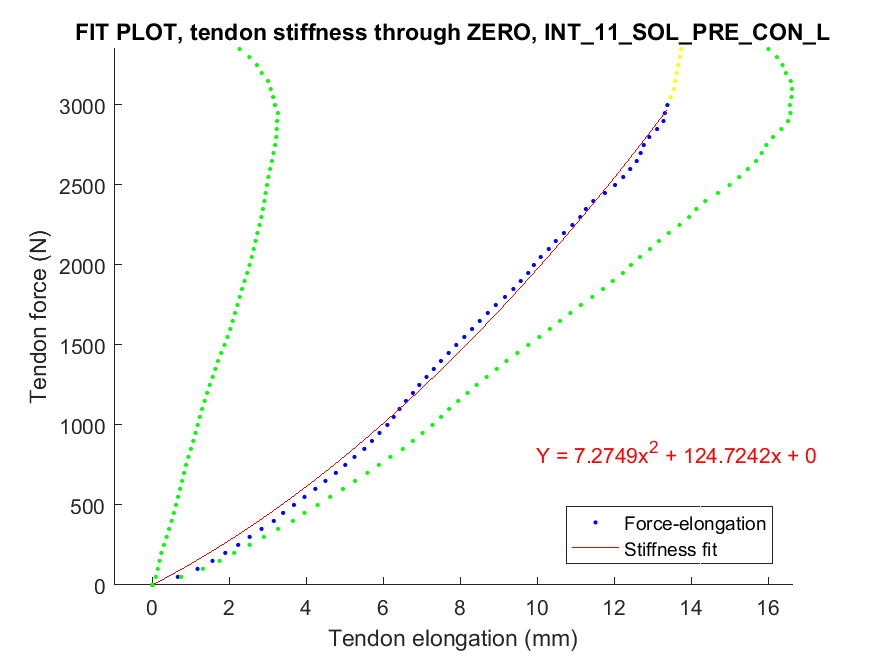 FIT PLOT, tendon stiffness through ZERO, INT_11_SOL_PRE_CON_L
3000
2500
2000
1500
1000
500
0
Tendon force (N)
Y = 7.2749x² + 124.7242x + 0
Force-elongation
Stiffness fit
0 2 4 6 8 10 12 14 16
Tendon elongation (mm)